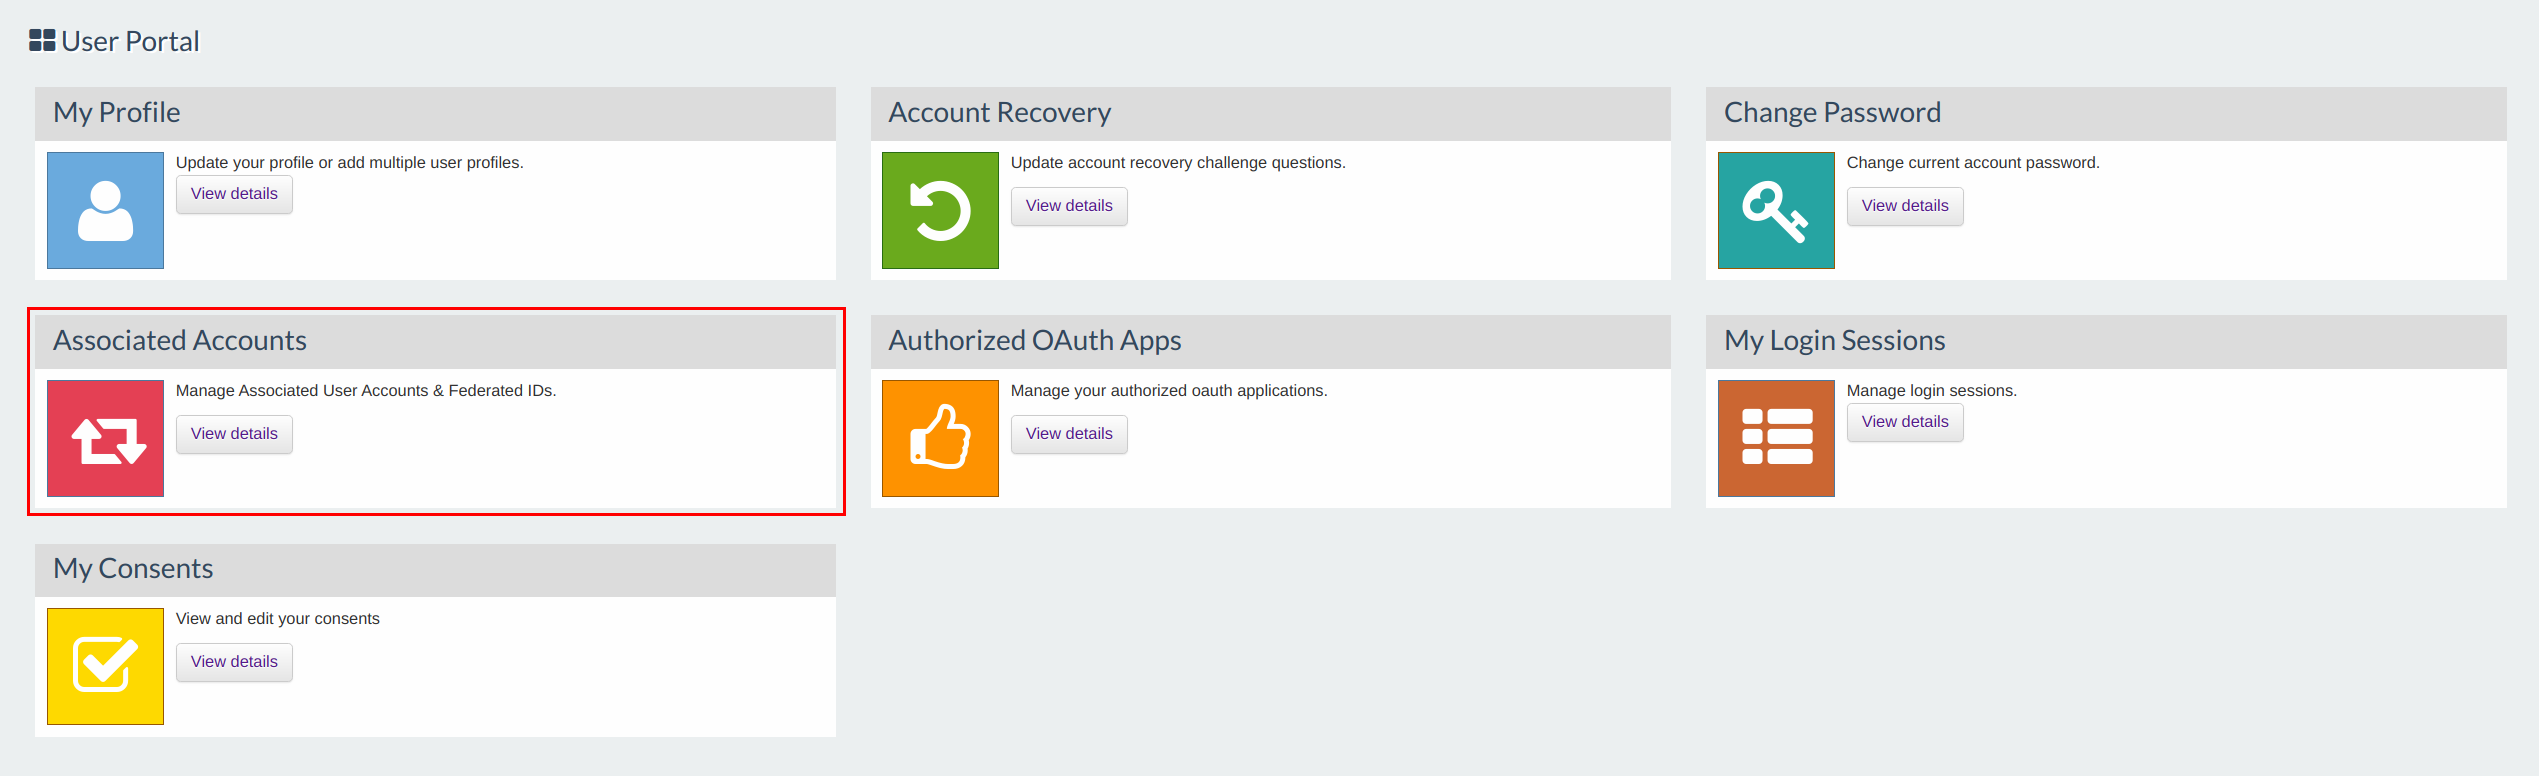 User Portal
My Profile
Update your profile or add multiple user profiles.
View details
Account Recovery
Update account recovery challenge questions.
View details
Change Password
Change current account password.
View details
Associated Accounts
Manage Associated User Accounts & Federated IDs.
View details
Authorized OAuth Apps
Manage your authorized oauth applications.
View details
My Login Sessions
Manage login sessions.
View details
My Consents
View and edit your consents
View details